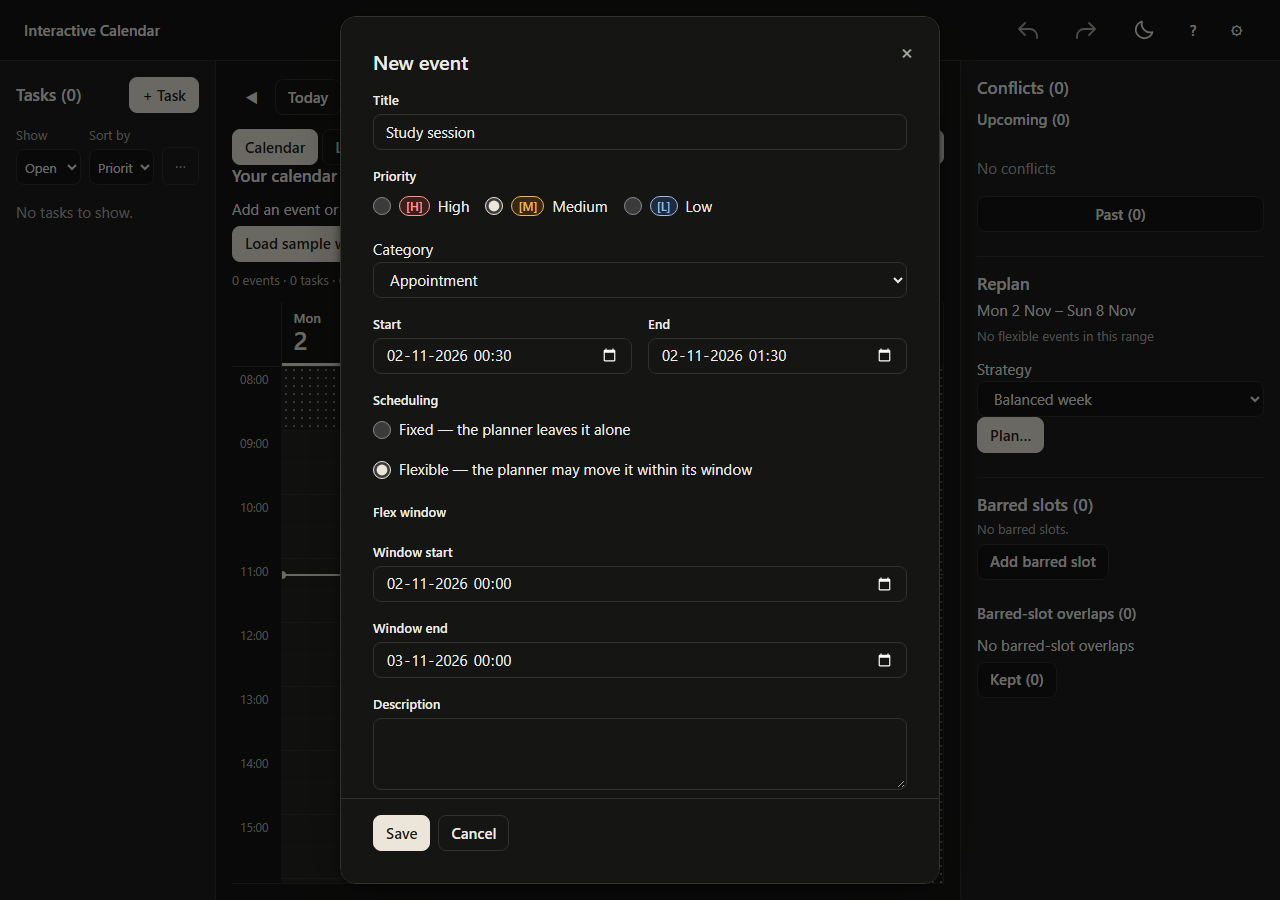 Interactive Calendar
?
Tasks (0)
+ Task
Show
Sort by
Open
Priorit
...
No tasks to show.
Today
Calendar
L
Your calendar
Add an event or
Load sample w
0 events · 0 tasks ·
Mon
2
08:00
09:00
10:00
11:00
12:00
13:00
14:00
15:00
New event
×
Title
Study session
Priority
[H] High
[M] Medium
[L] Low
Category
Appointment
Start
End
02-11-2026 00:30
02-11-2026 01:30
Scheduling
Fixed — the planner leaves it alone
Flexible — the planner may move it within its window
Flex window
Window start
02-11-2026 00:00
Window end
03-11-2026 00:00
Description
Save
Cancel
Conflicts (0)
Upcoming (0)
No conflicts
Past (0)
Replan
Mon 2 Nov – Sun 8 Nov
No flexible events in this range
Strategy
Balanced week
Plan...
Barred slots (0)
No barred slots.
Add barred slot
Barred-slot overlaps (0)
No barred-slot overlaps
Kept (0)